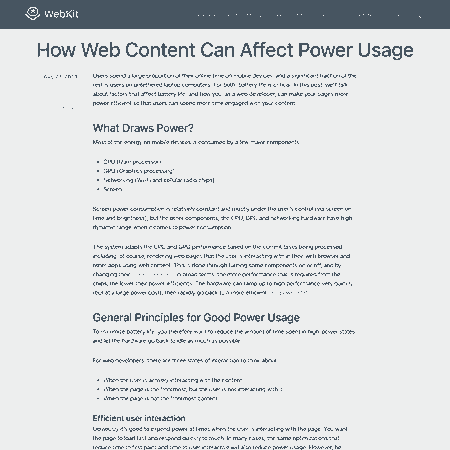 WebKit
How Web Content Can Affect Power Usage
Users spend a large proportion of their online time on mobile devices, and a significant fraction of the
rest is users on untethered laptop computers. For both, battery life is critical. In this post, we'll talk
about factors that affect battery life, and how you, as a web developer, can make your pages more
power efficient so that users can spend more time engaged with your content.
What Draws Power?
Most of the energy on mobile devices is consumed by a few major components:
CPU (Main processor)
GPU (Graphics processing)
Networking (Wi-Fi and cellular radio chips)
Screen
Screen power consumption is relatively constant and mostly under the user's control (via screen on-
time and brightness), but the other components, the CPU, GPU, and networking hardware have high
dynamic range when it comes to power consumption.
The system adapts the CPU and GPU performance based on the current tasks being processed
including, of course, rendering web pages that the user is interacting with in their web browser and
other apps using web content. This is done through turning some components on or off, and by
changing their In broad terms, the more performance that is required from the
chips, the lower their power efficiency. The hardware can ramp up to high performance very quickly
(but at a large power cost), then rapidly go back to a more efficient
General Principles for Good Power Usage
To maximize battery life, you therefore want to reduce the amount of time spent in high-power states,
and let the hardware go back to idle as much as possible.
For web developers, there are three states of interaction to think about:
When the user is actively interacting with the content.
When the page is the frontmost, but the user is not interacting with it.
When the page is not the frontmost content.
Efficient user interaction
Obviously it's good to expend power at times when the user is interacting with the page. You want
the page to load fast and respond quickly to touch. In many cases, the same optimizations that
reduce time to first paint and time to user interactive will also reduce power usage. However, be